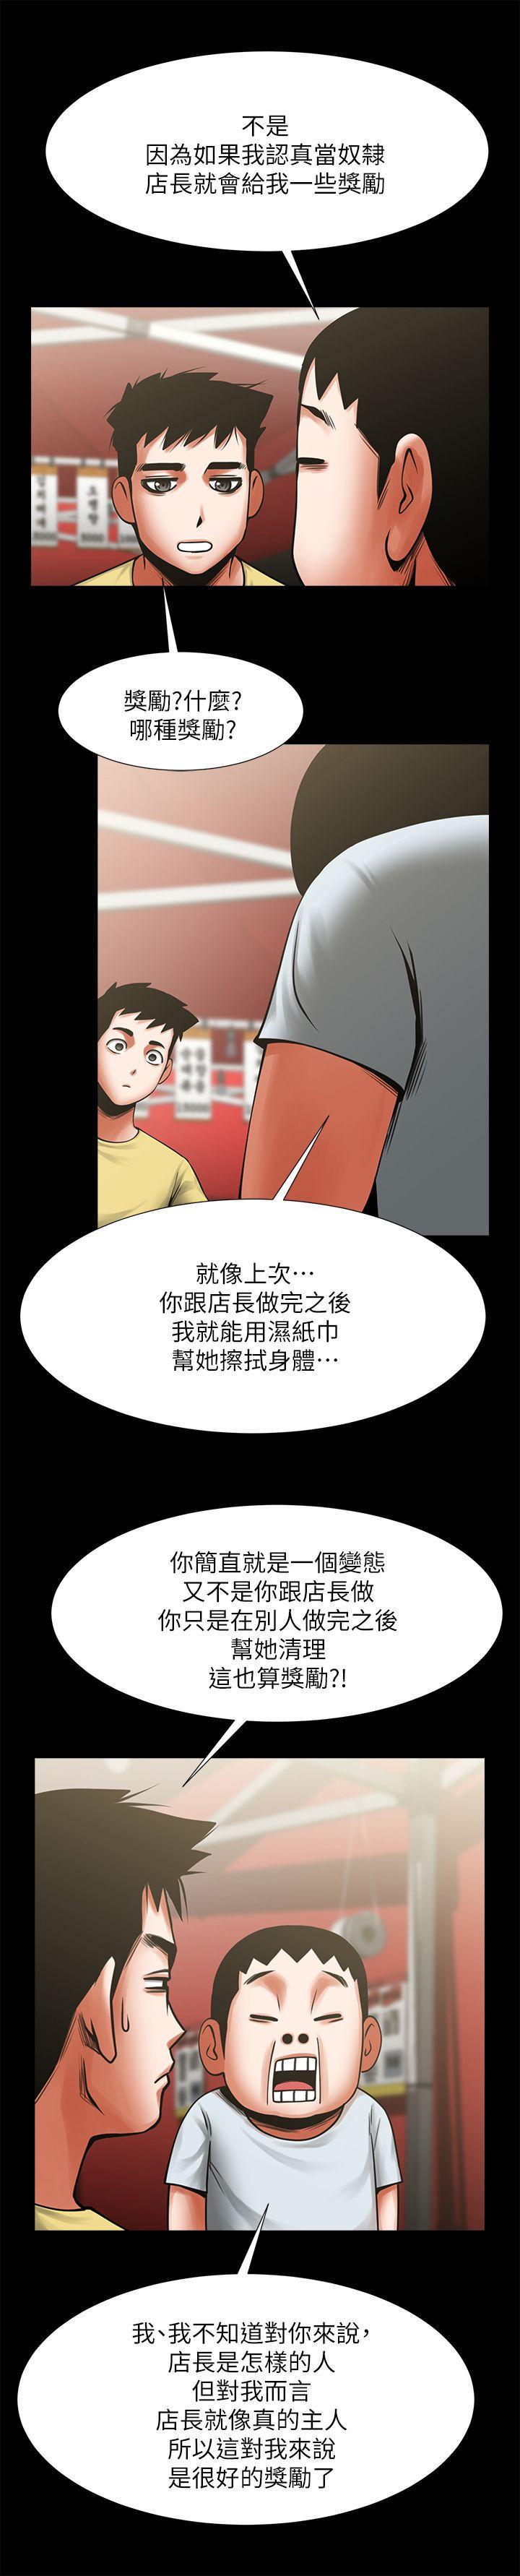 不是
因為如果我認真當奴隸
店長就會給我一些獎勵
獎勵?什麼?
哪種獎勵?
就像上次⋯
你跟店長做完之後
我就能用濕紙巾
幫她擦拭身體⋯
你簡直就是一個變態
又不是你跟店長做
你只是在別人做完之後
幫她清理
這也算獎勵?!
我、我不知道對你來說,
店長是怎樣的人
但對我而言
店長就像真的主人
所以這對我來說
是很好的獎勵了